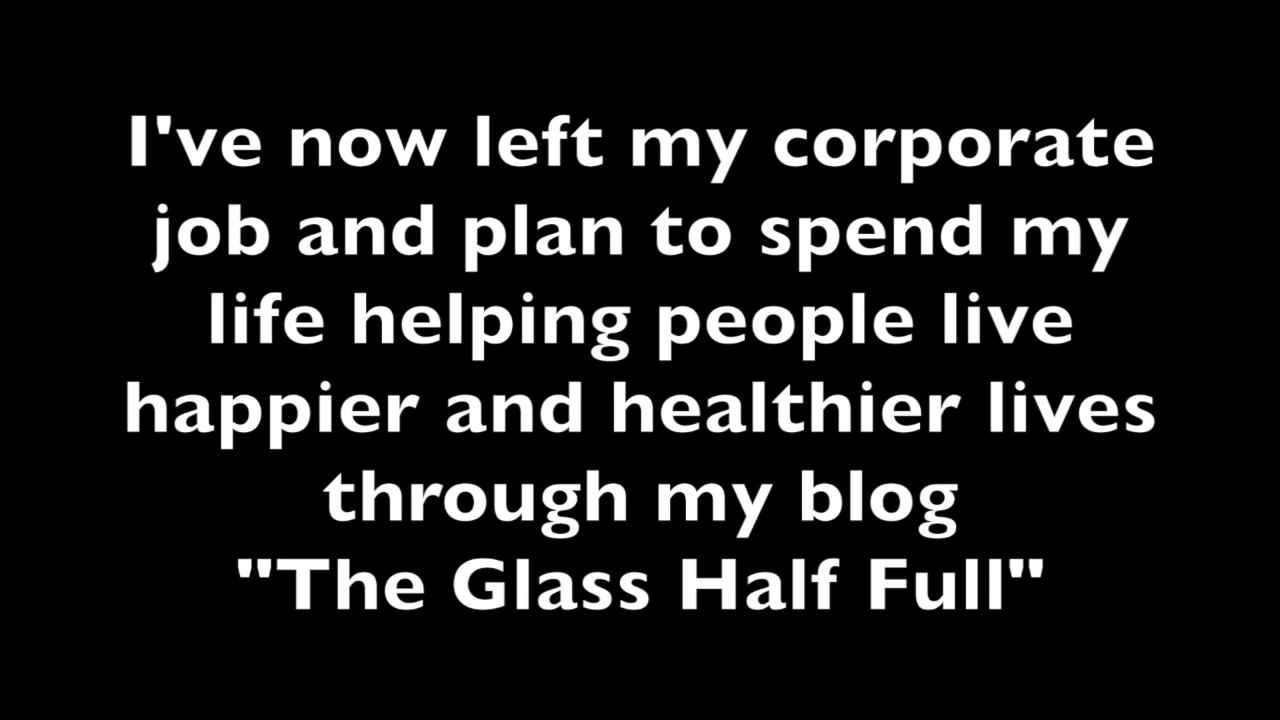 I've now left my corporate
job and plan to spend my
life helping people live
happier and healthier lives
through my blog
"The Glass Half Full"